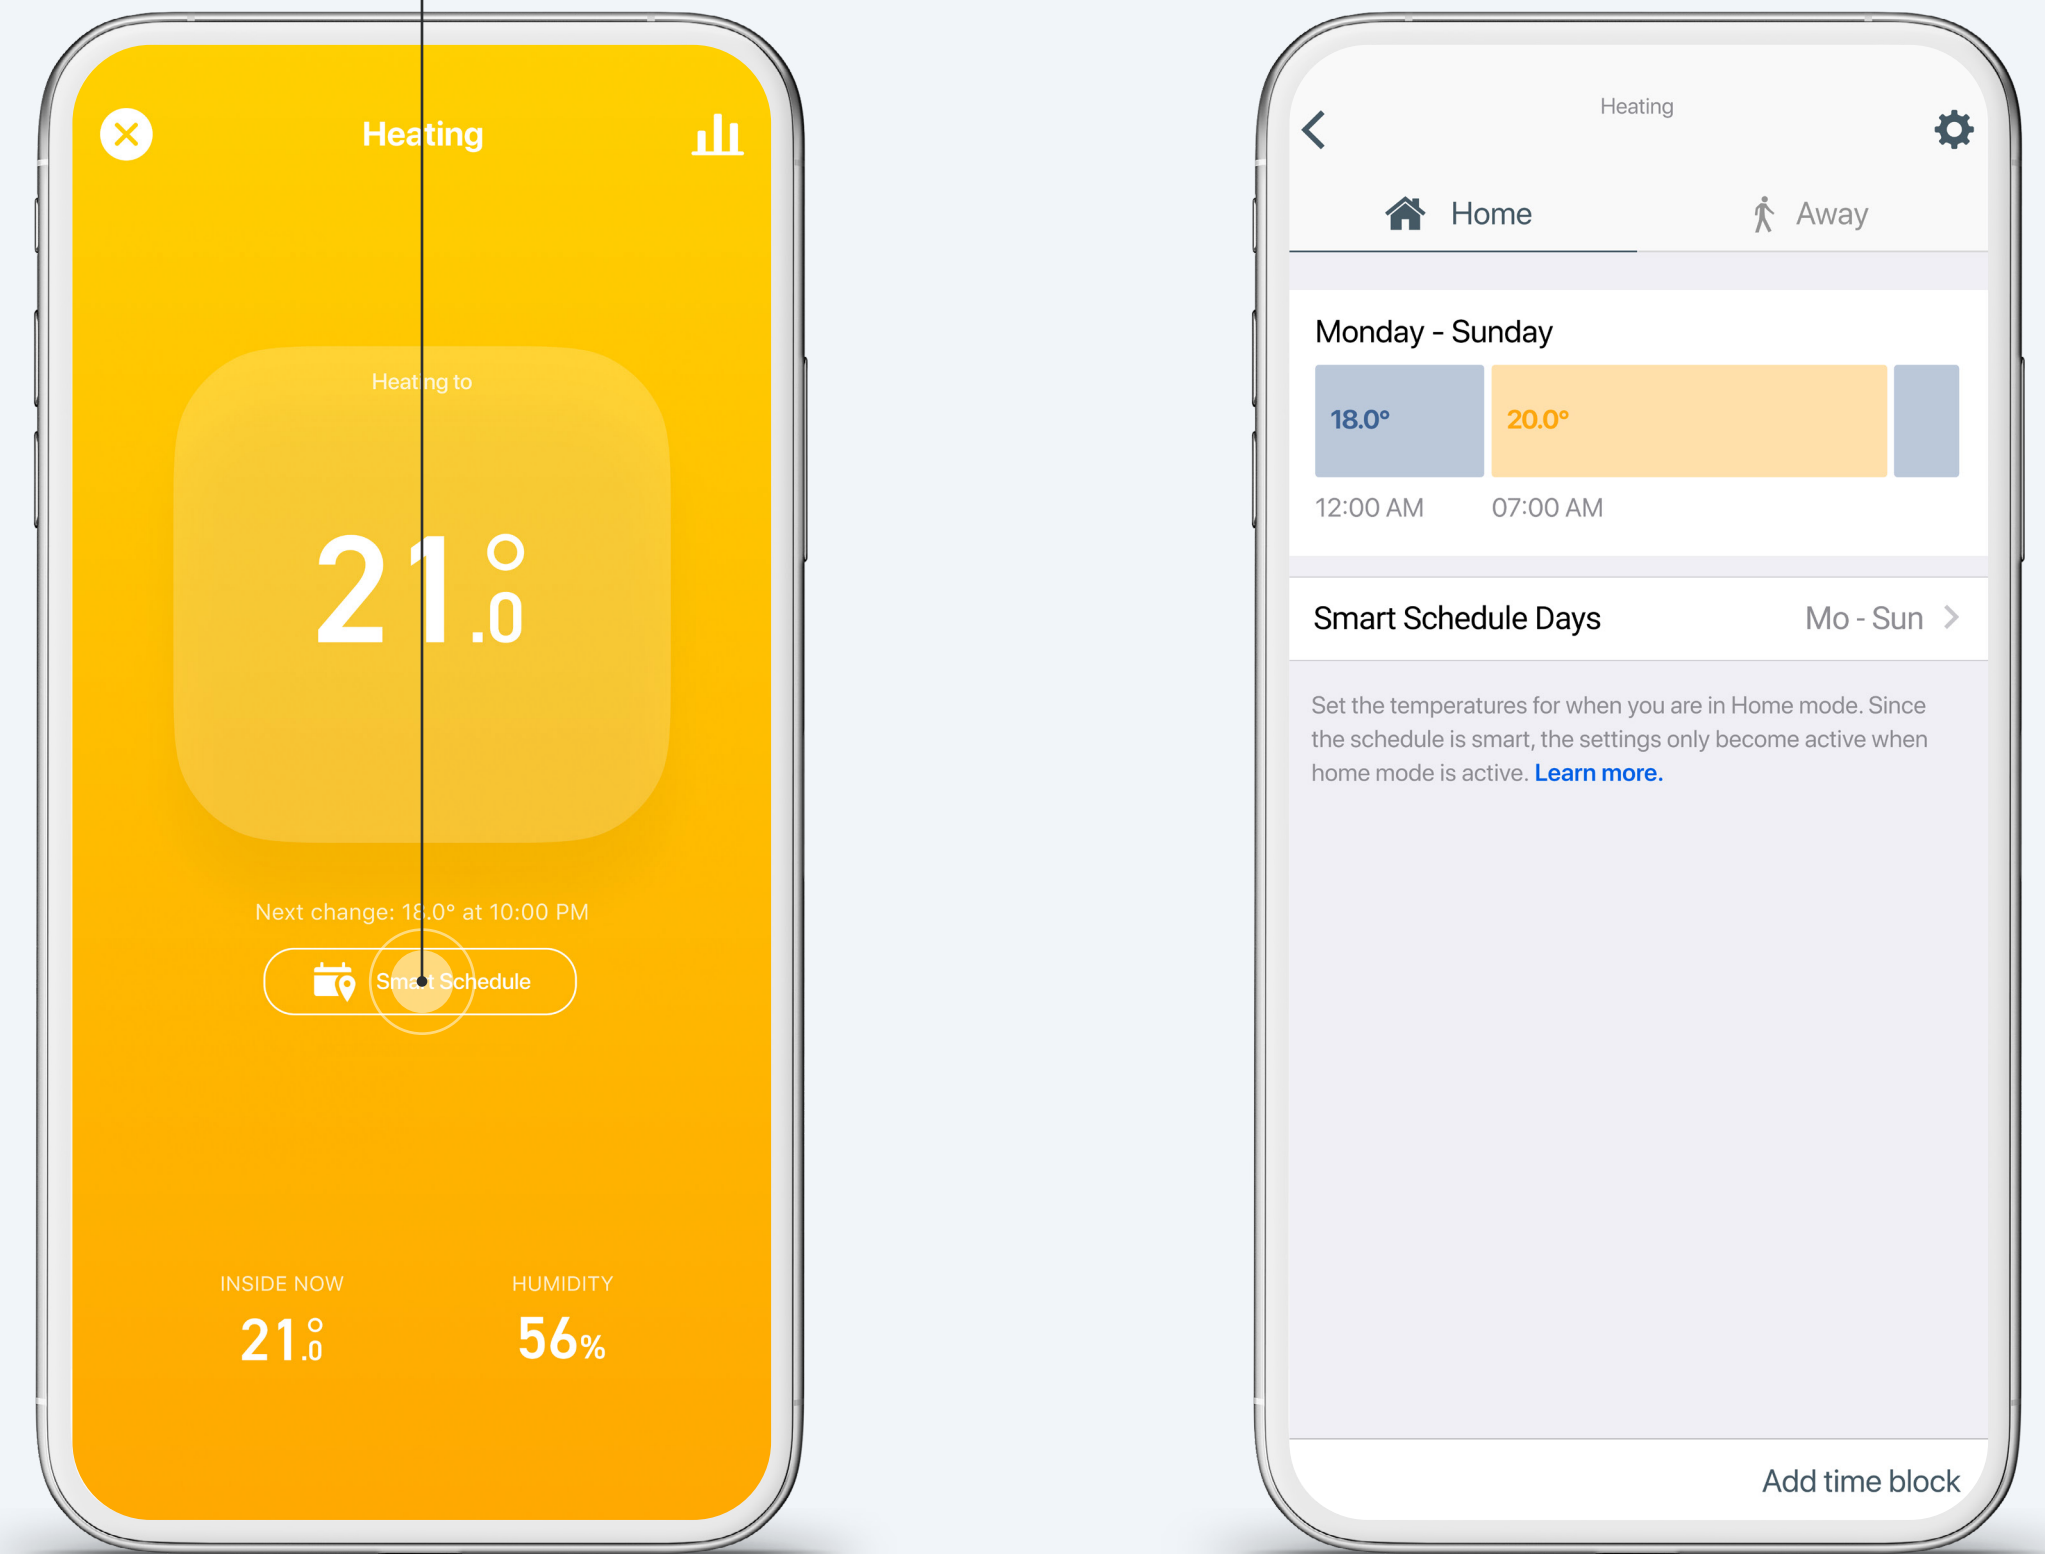 Heating
Heating to
21.0°
Next change: 18.0° at 10:00 PM
Smart Schedule
INSIDE NOW
21.0°
HUMIDITY
56%
Heating
Home
Away
Monday - Sunday
18.0°
20.0°
12:00 AM
07:00 AM
Smart Schedule Days
Mo - Sun
Set the temperatures for when you are in Home mode. Since
the schedule is smart, the settings only become active when
home mode is active. Learn more.
Add time block